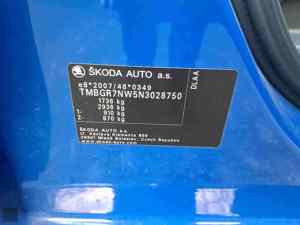 ŠKODA AUTO a.s.
e8*2007/46*0349
TMBGR7NW5N3028750
1736 kg
2936 kg
1- 910 kg
2- 870 kg
ŠKODA AUTO a.s.
tř. Václava Klementa 869
29301 Mladá Boleslav, Czech Republic
www.skoda-auto.com
DLAA